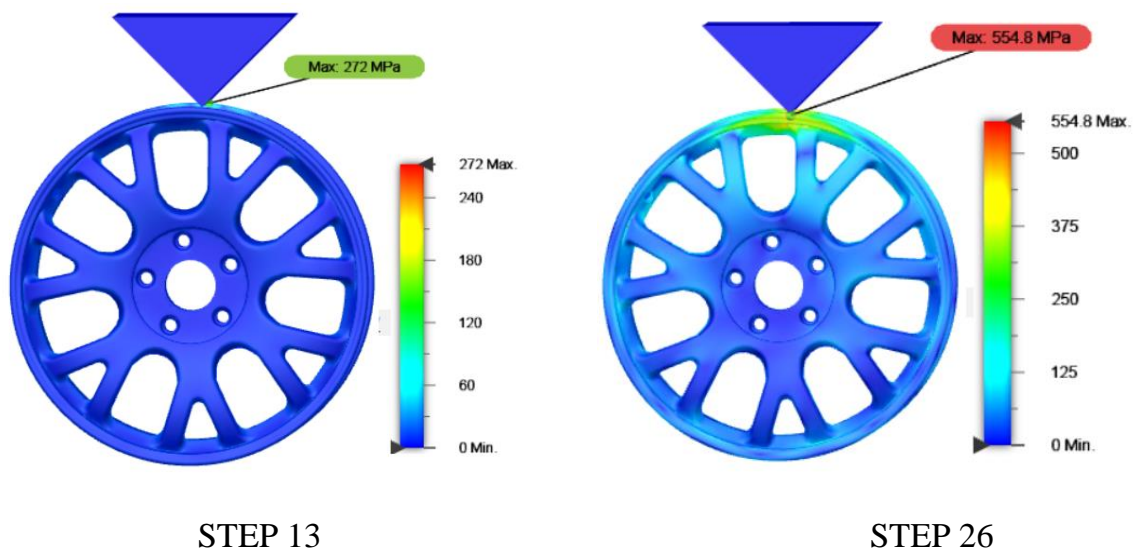 Max: 272 MPa
272 Max.
240
180
120
60
0 Min.
STEP 13
Max: 554.8 MPa
554.8 Max.
500
375
250
125
0 Min.
STEP 26